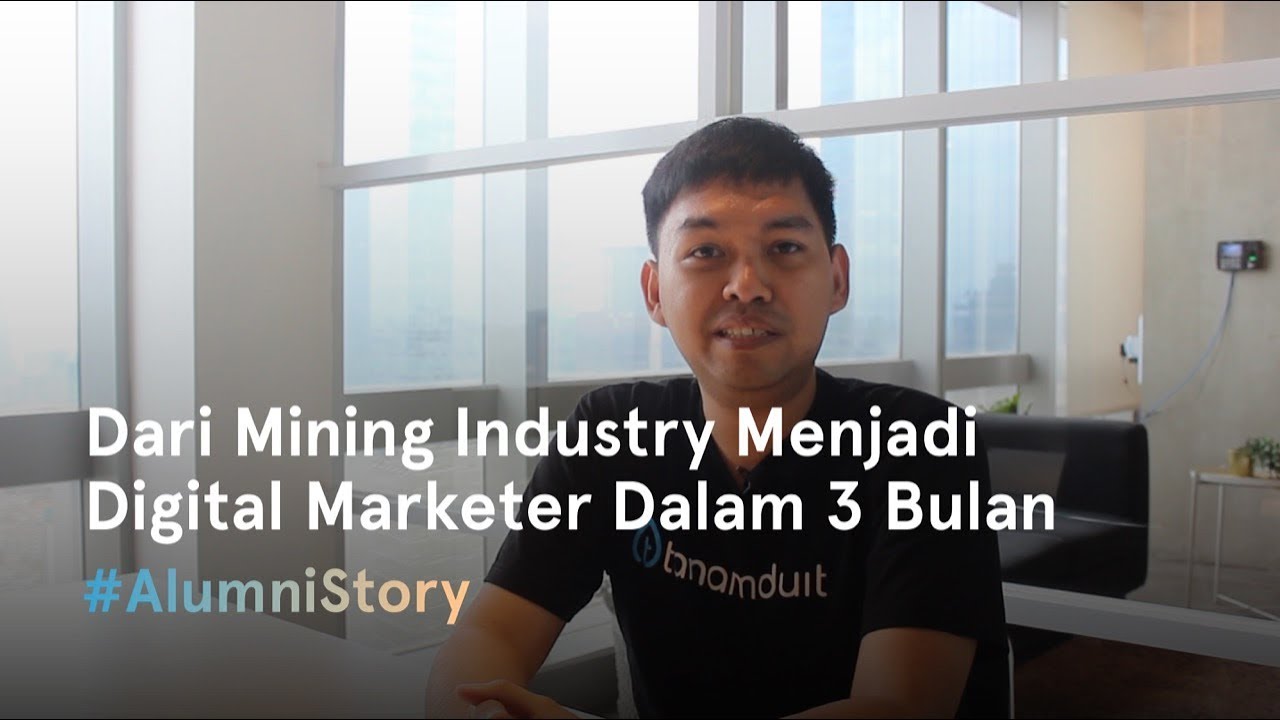 Dari Mining Industry Menjadi
Digital Marketer Dalam 3 Bulan
#AlumniStory
tanamduit